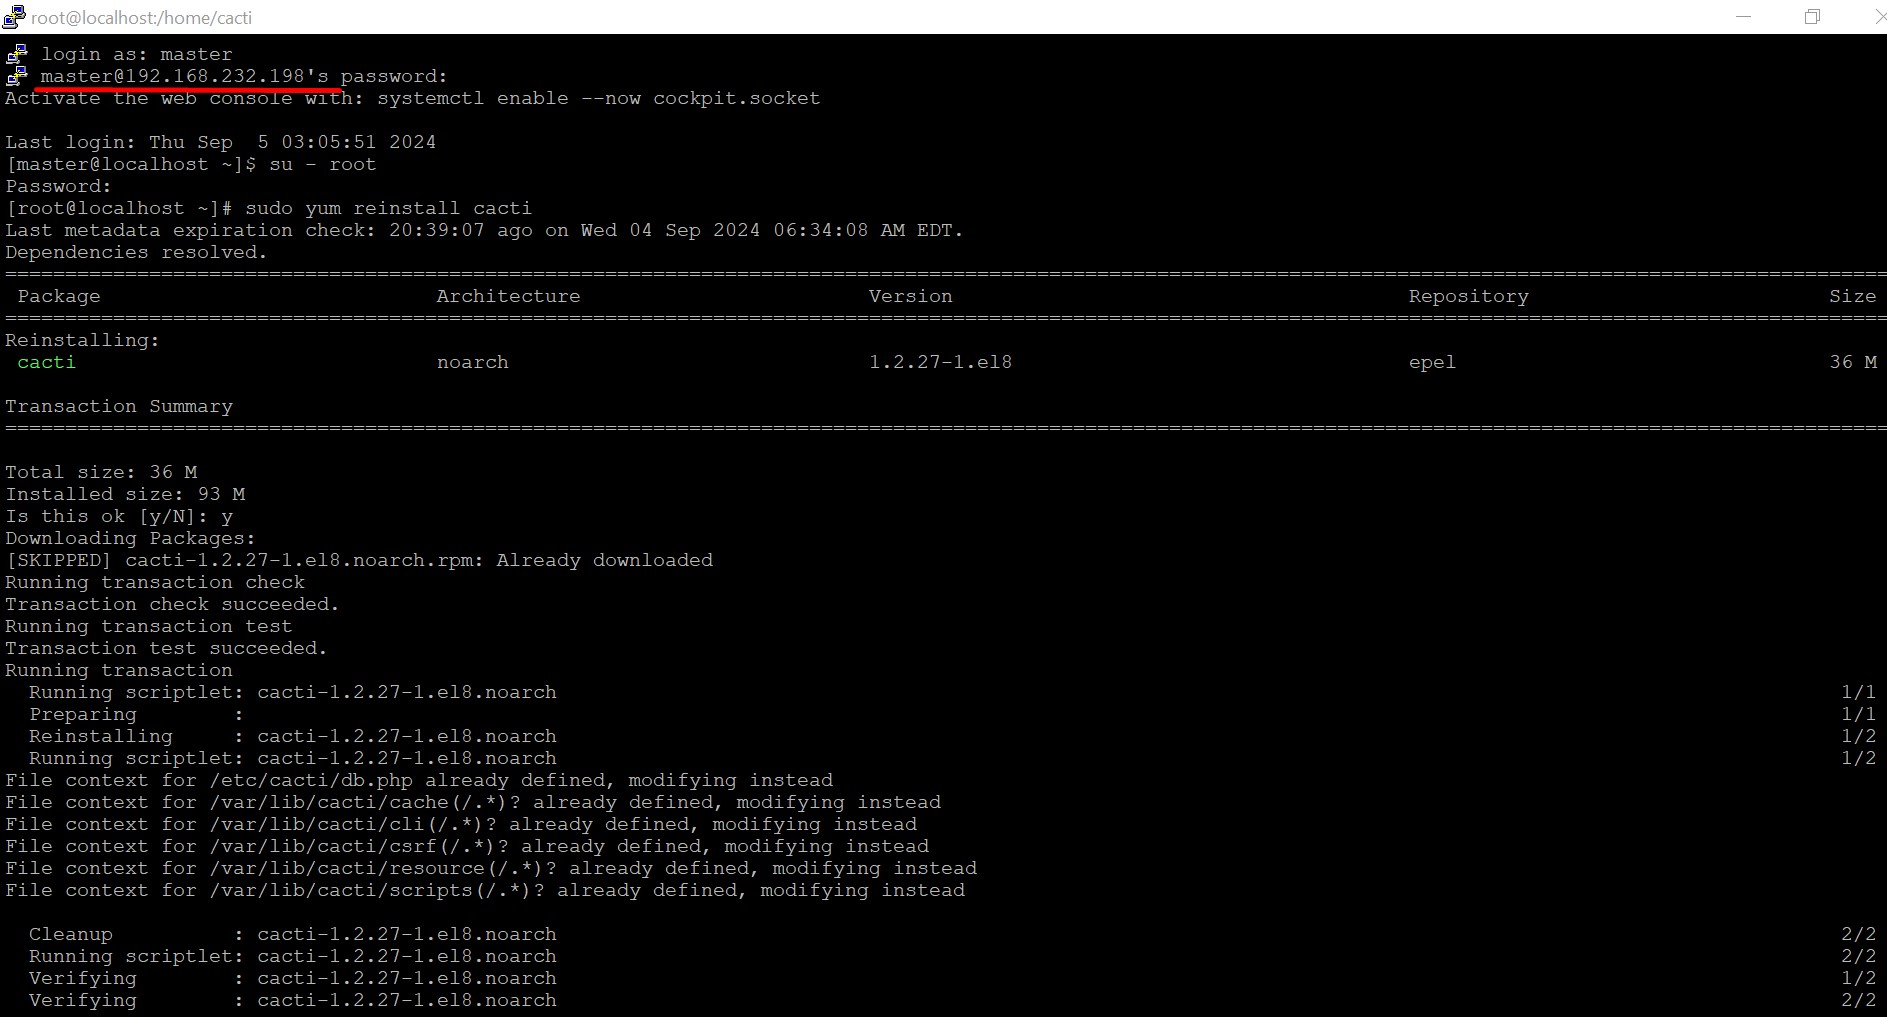 root@localhost:/home/cacti
login as: master
master@192.168.232.198's password:
Activate the web console with: systemctl enable --now cockpit.socket
Last login: Thu Sep  5 03:05:51 2024
[master@localhost ~]$ su - root
Password:
[root@localhost ~]# sudo yum reinstall cacti
Last metadata expiration check: 20:39:07 ago on Wed 04 Sep 2024 06:34:08 AM EDT.
Dependencies resolved.
Package Architecture Version Repository Size
Reinstalling:
cacti noarch 1.2.27-1.el8 epel 36 M
Transaction Summary
Total size: 36 M
Installed size: 93 M
Is this ok [y/N]: y
Downloading Packages:
[SKIPPED] cacti-1.2.27-1.el8.noarch.rpm: Already downloaded
Running transaction check
Transaction check succeeded.
Running transaction test
Transaction test succeeded.
Running transaction
Running scriptlet: cacti-1.2.27-1.el8.noarch 1/1
Preparing : 1/1
Reinstalling : cacti-1.2.27-1.el8.noarch 1/2
Running scriptlet: cacti-1.2.27-1.el8.noarch 1/2
File context for /etc/cacti/db.php already defined, modifying instead
File context for /var/lib/cacti/cache(/.*)? already defined, modifying instead
File context for /var/lib/cacti/cli(/.*)? already defined, modifying instead
File context for /var/lib/cacti/csrf(/.*)? already defined, modifying instead
File context for /var/lib/cacti/resource(/.*)? already defined, modifying instead
File context for /var/lib/cacti/scripts(/.*)? already defined, modifying instead
Cleanup : cacti-1.2.27-1.el8.noarch 2/2
Running scriptlet: cacti-1.2.27-1.el8.noarch 2/2
Verifying : cacti-1.2.27-1.el8.noarch 1/2
Verifying : cacti-1.2.27-1.el8.noarch 2/2